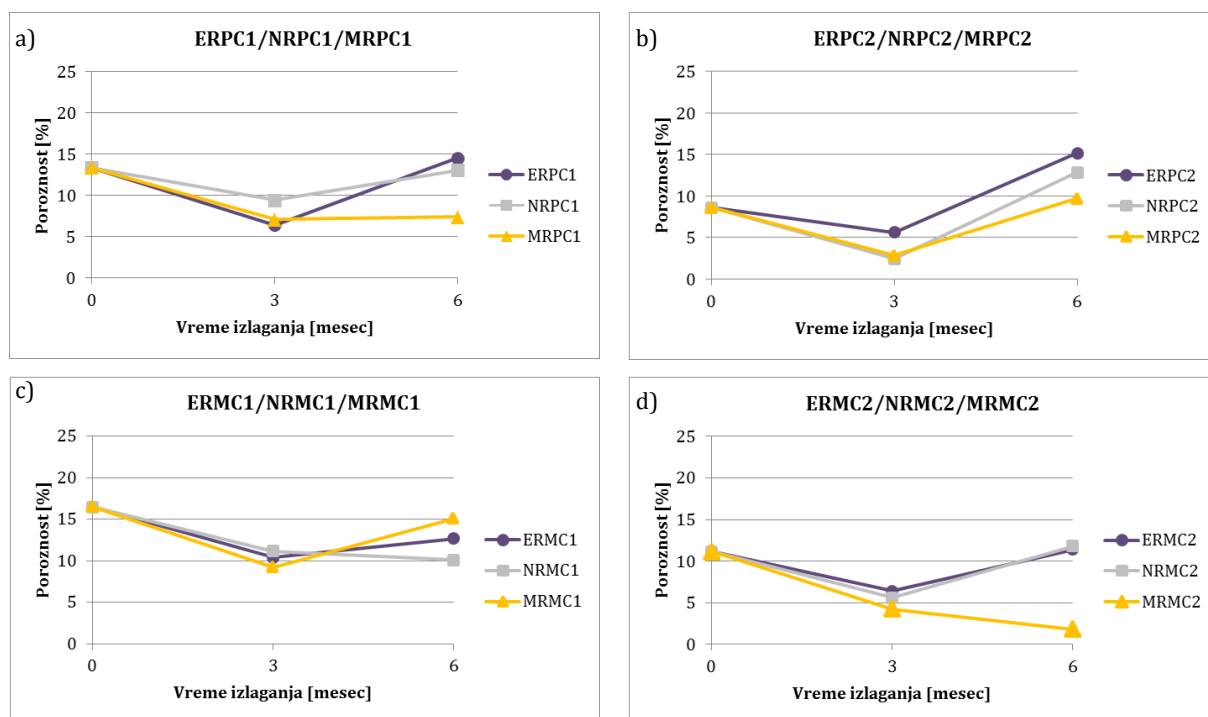 a)
ERPC1/NRPC1/MRPC1
Poroznost [%]
25
20
15
10
5
0
0 3 6
Vreme izlaganja [mesec]
ERPC1
NRPC1
MRPC1
b)
ERPC2/NRPC2/MRPC2
Poroznost [%]
25
20
15
10
5
0
0 3 6
Vreme izlaganja [mesec]
ERPC2
NRPC2
MRPC2
c)
ERMC1/NRMC1/MRMC1
Poroznost [%]
25
20
15
10
5
0
0 3 6
Vreme izlaganja [mesec]
ERMC1
NRMC1
MRMC1
d)
ERMC2/NRMC2/MRMC2
Poroznost [%]
25
20
15
10
5
0
0 3 6
Vreme izlaganja [mesec]
ERMC2
NRMC2
MRMC2